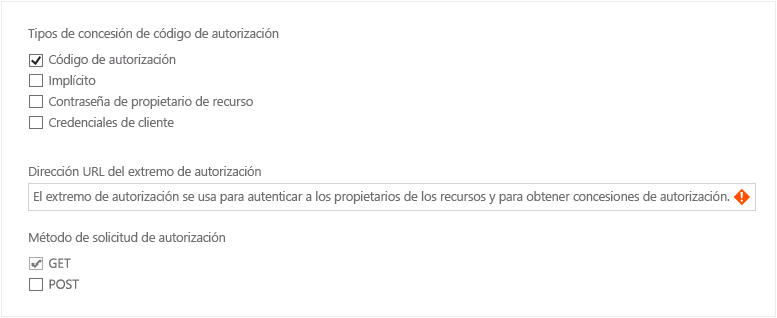 Tipos de concesión de código de autorización
Código de autorización
Implícito
Contraseña de propietario de recurso
Credenciales de cliente
Dirección URL del extremo de autorización
El extremo de autorización se usa para autenticar a los propietarios de los recursos y para obtener concesiones de autorización.
Método de solicitud de autorización
GET
POST